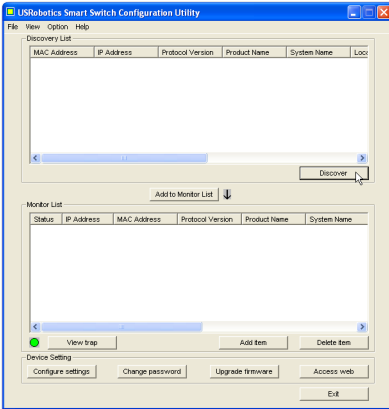 USRobotics Smart Switch Configuration Utility
File View Option Help
Discovery List
MAC Address IP Address Protocol Version Product Name System Name Loca
Discover
Add to Monitor List
Monitor List
Status IP Address MAC Address Protocol Version Product Name System Name
View trap Add item Delete item
Device Setting
Configure settings Change password Upgrade firmware Access web
Exit